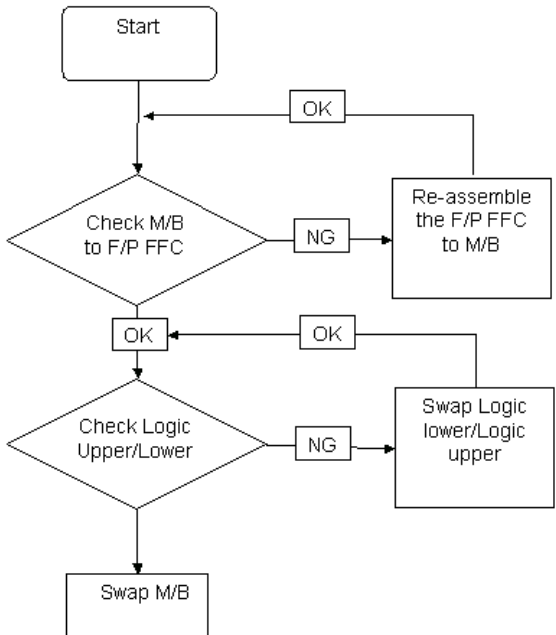 Start
OK
Check M/B
to F/P FFC
NG
Re-assemble
the F/P FFC
to M/B
OK
OK
Check Logic
Upper/Lower
NG
Swap Logic
lower/Logic
upper
Swap M/B